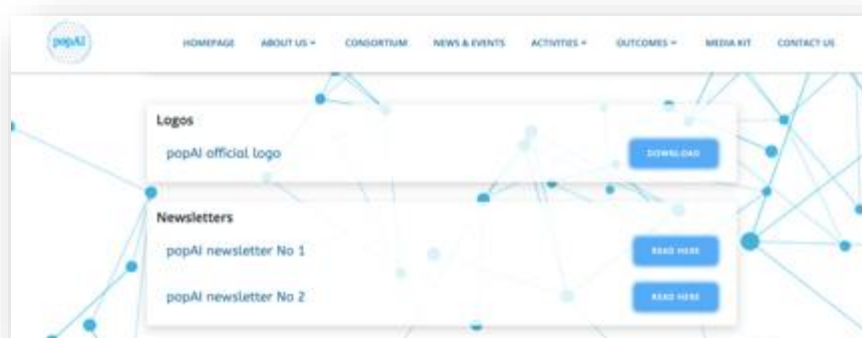 popAI
HOMEPAGE ABOUT US CONSORTIUM NEWS & EVENTS ACTIVITIES OUTCOMES MEDIA KIT CONTACT US
Logos
popAI official logo DOWNLOAD
Newsletters
popAI newsletter No 1 READ HERE
popAI newsletter No 2 READ HERE